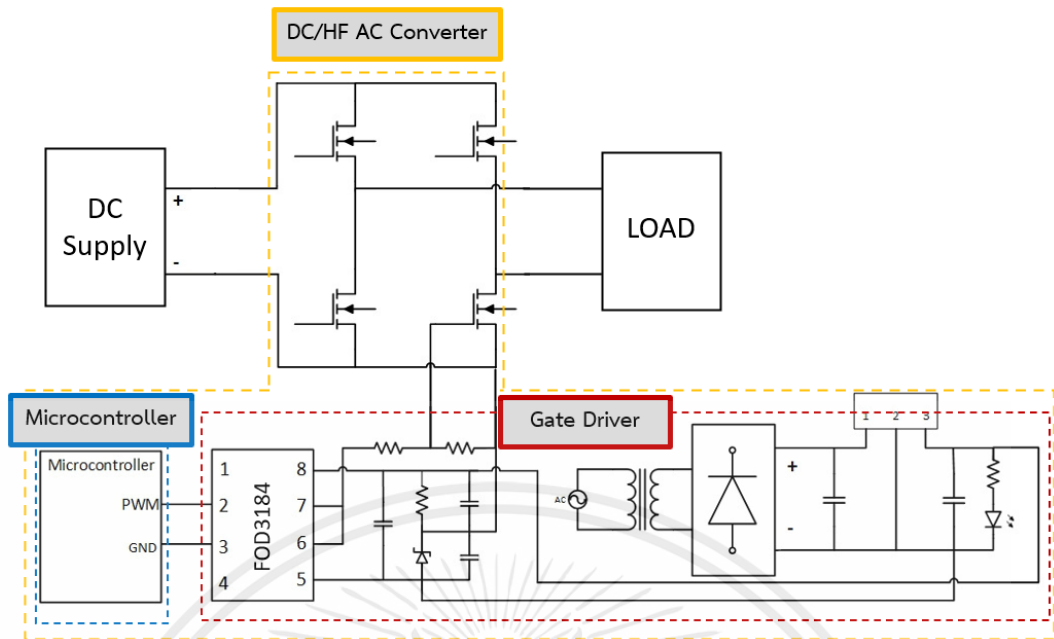 DC/HF AC Converter
DC
Supply
+
-
LOAD
Microcontroller
Gate Driver
Microcontroller
PWM
GND
1
2
3
4
FOD3184
8
7
6
5
AC
+
-
1 2 3